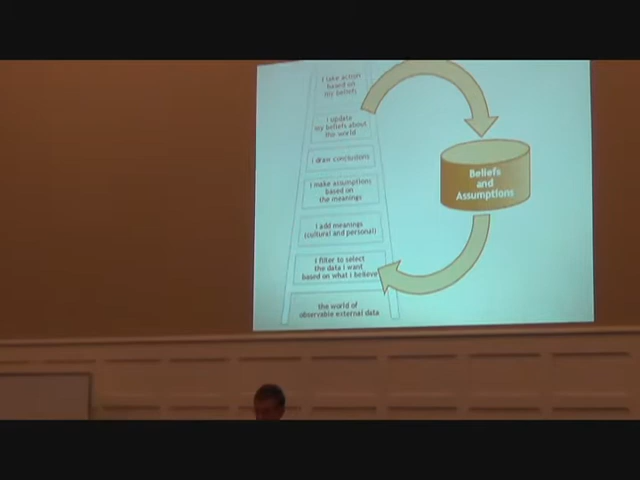 I take action
based on
my beliefs
I update
my beliefs about
the world
I draw conclusions
I make assumptions
based on
the meanings
I add meanings
(cultural and personal)
I filter to select
the data I want
based on what I believe
the world of
observable external data
Beliefs
and
Assumptions